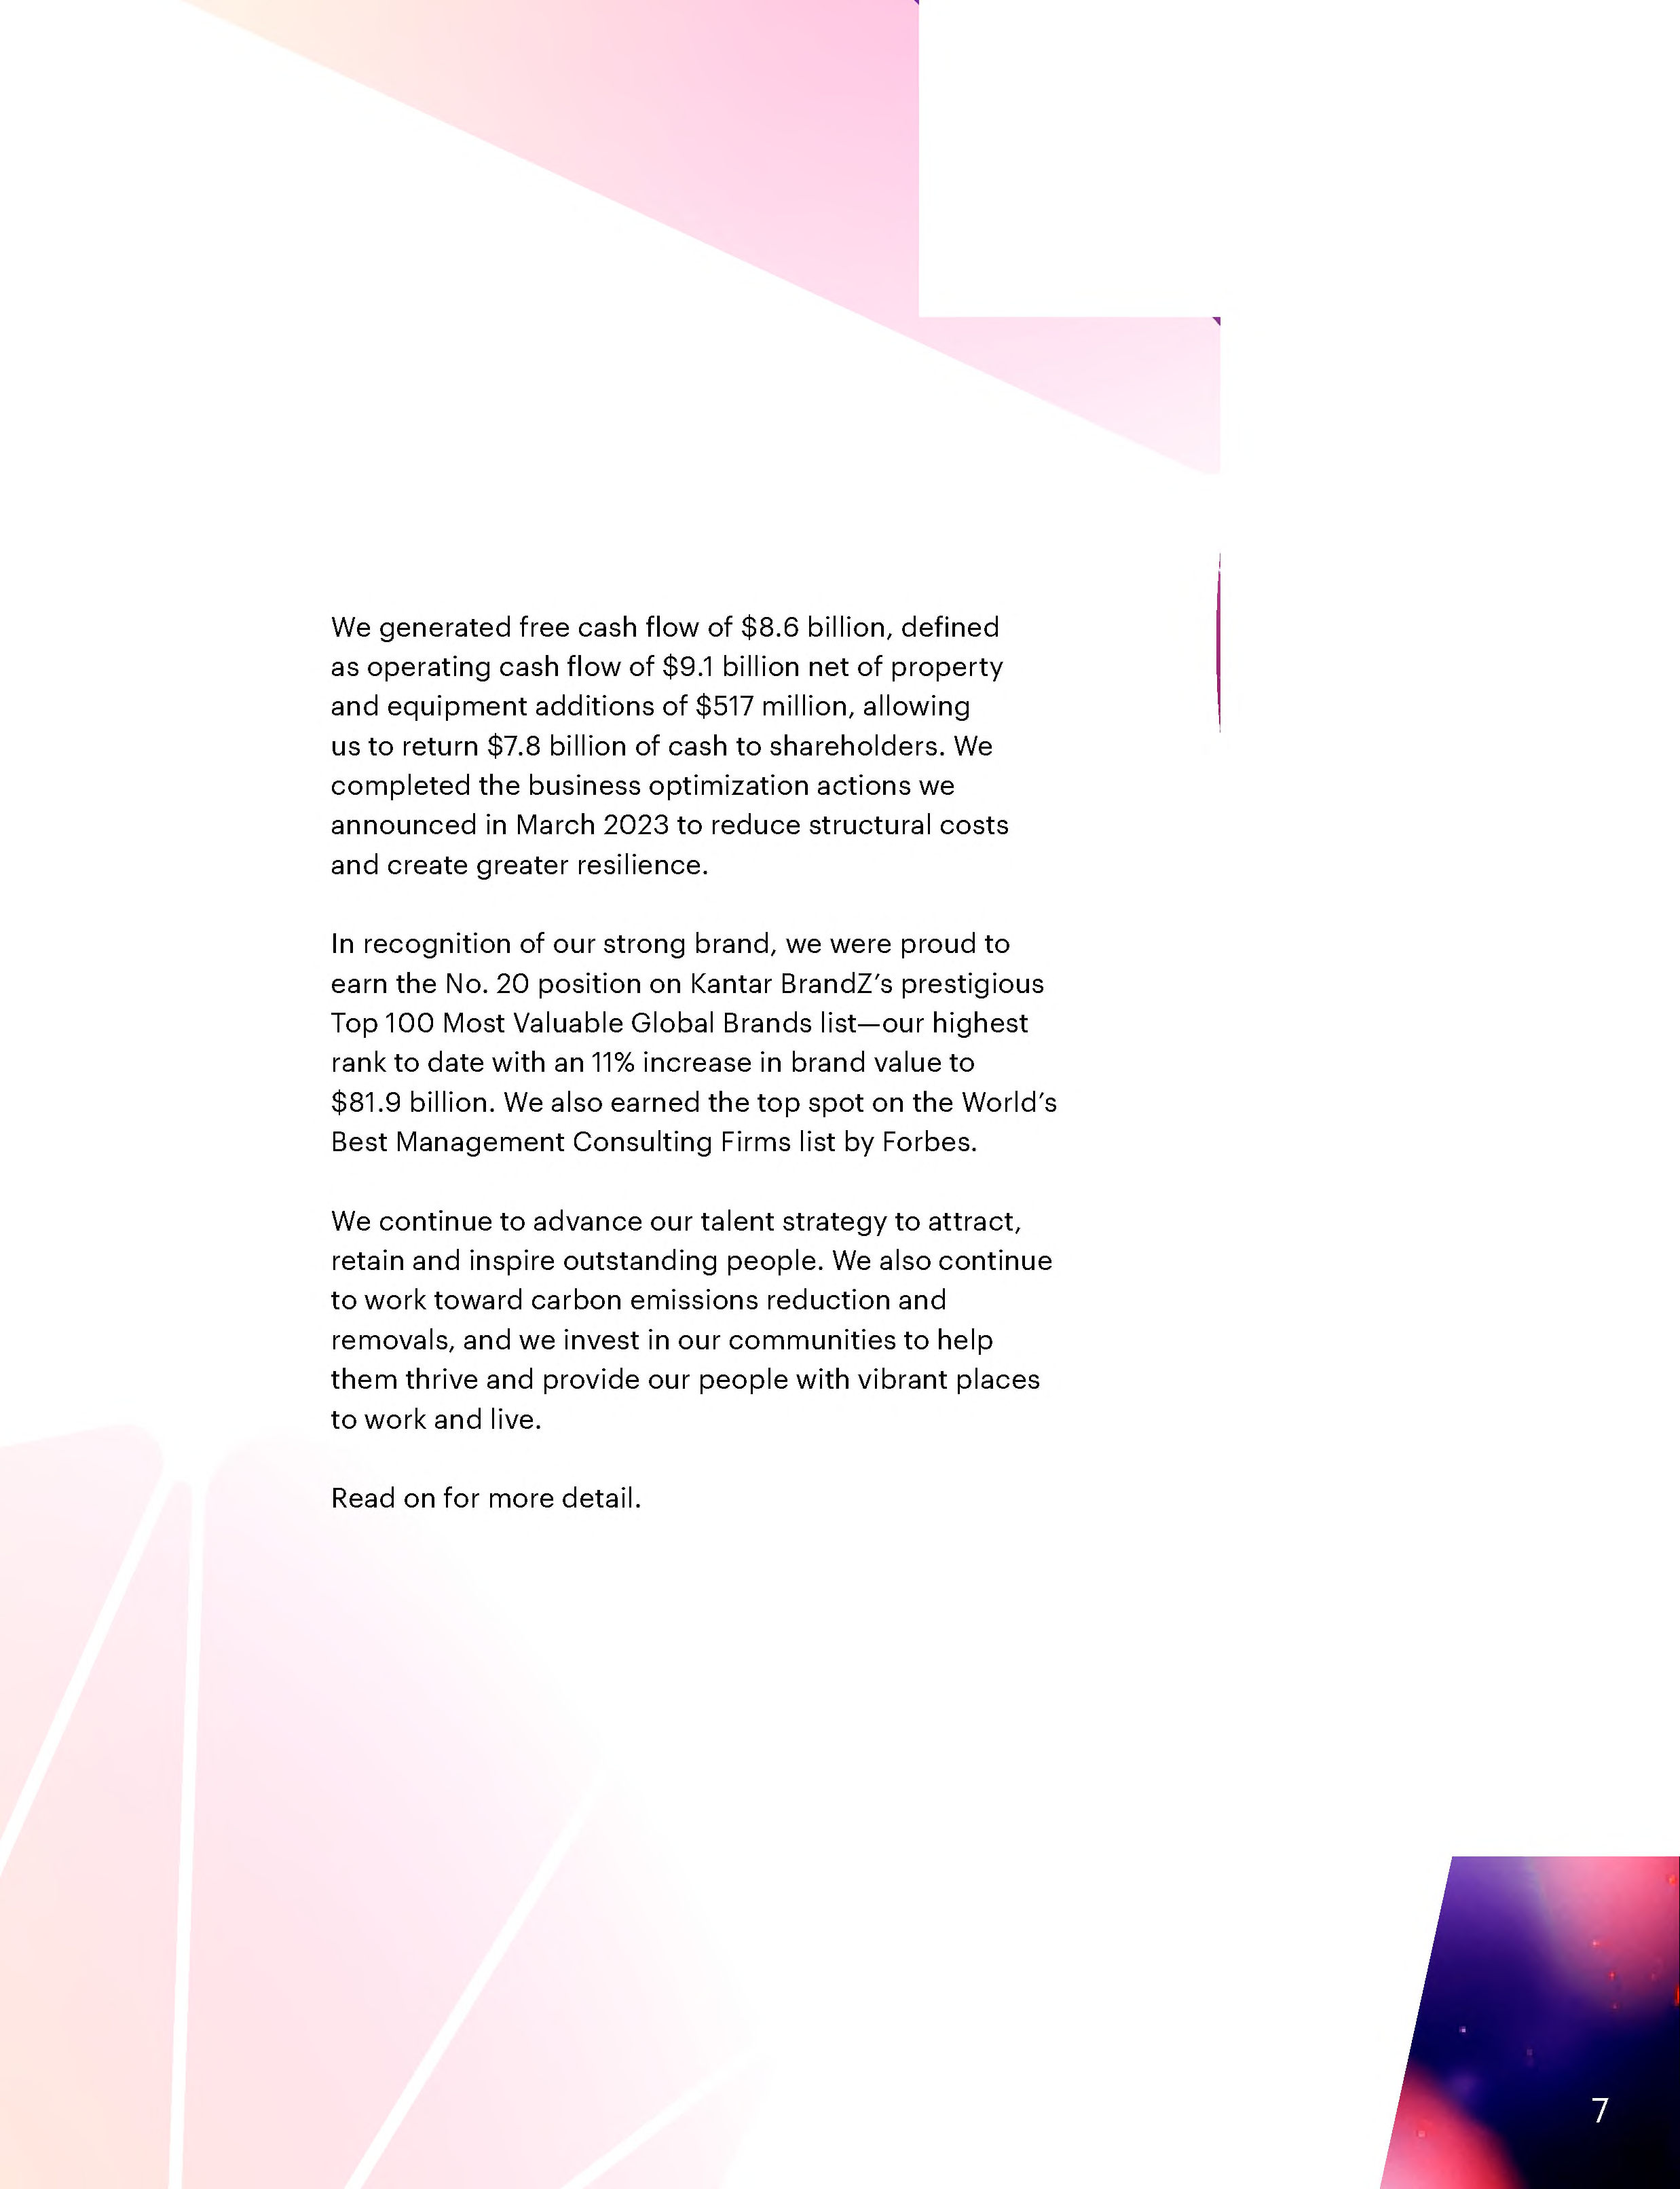 We generated free cash flow of $8.6 billion, defined
as operating cash flow of $9.1 billion net of property
and equipment additions of $517 million, allowing
us to return $7.8 billion of cash to shareholders. We
completed the business optimization actions we
announced in March 2023 to reduce structural costs
and create greater resilience.
In recognition of our strong brand, we were proud to
earn the No. 20 position on Kantar BrandZ’s prestigious
Top 100 Most Valuable Global Brands list—our highest
rank to date with an 11% increase in brand value to
$81.9 billion. We also earned the top spot on the World’s
Best Management Consulting Firms list by Forbes.
We continue to advance our talent strategy to attract,
retain and inspire outstanding people. We also continue
to work toward carbon emissions reduction and
removals, and we invest in our communities to help
them thrive and provide our people with vibrant places
to work and live.
Read on for more detail.
7